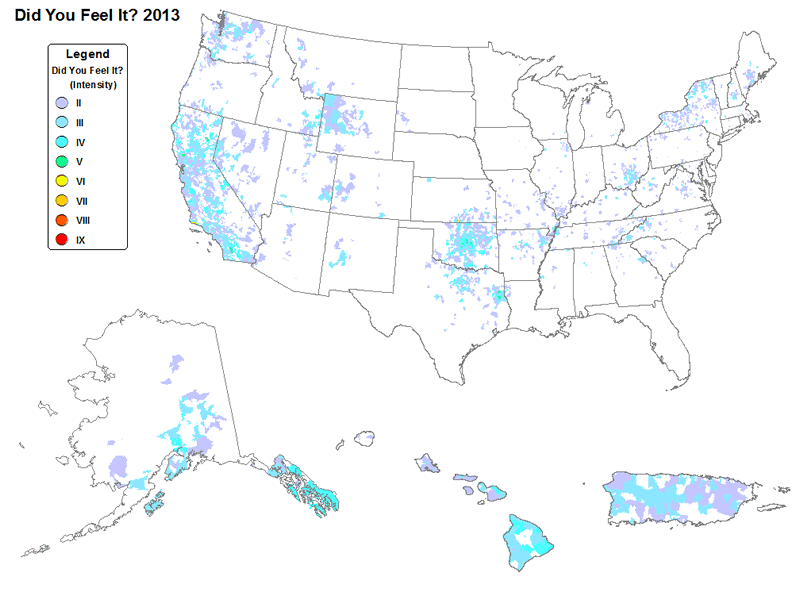 Did You Feel It? 2013
Legend
Did You Feel It?
(Intensity)
II
III
IV
V
VI
VII
VIII
IX